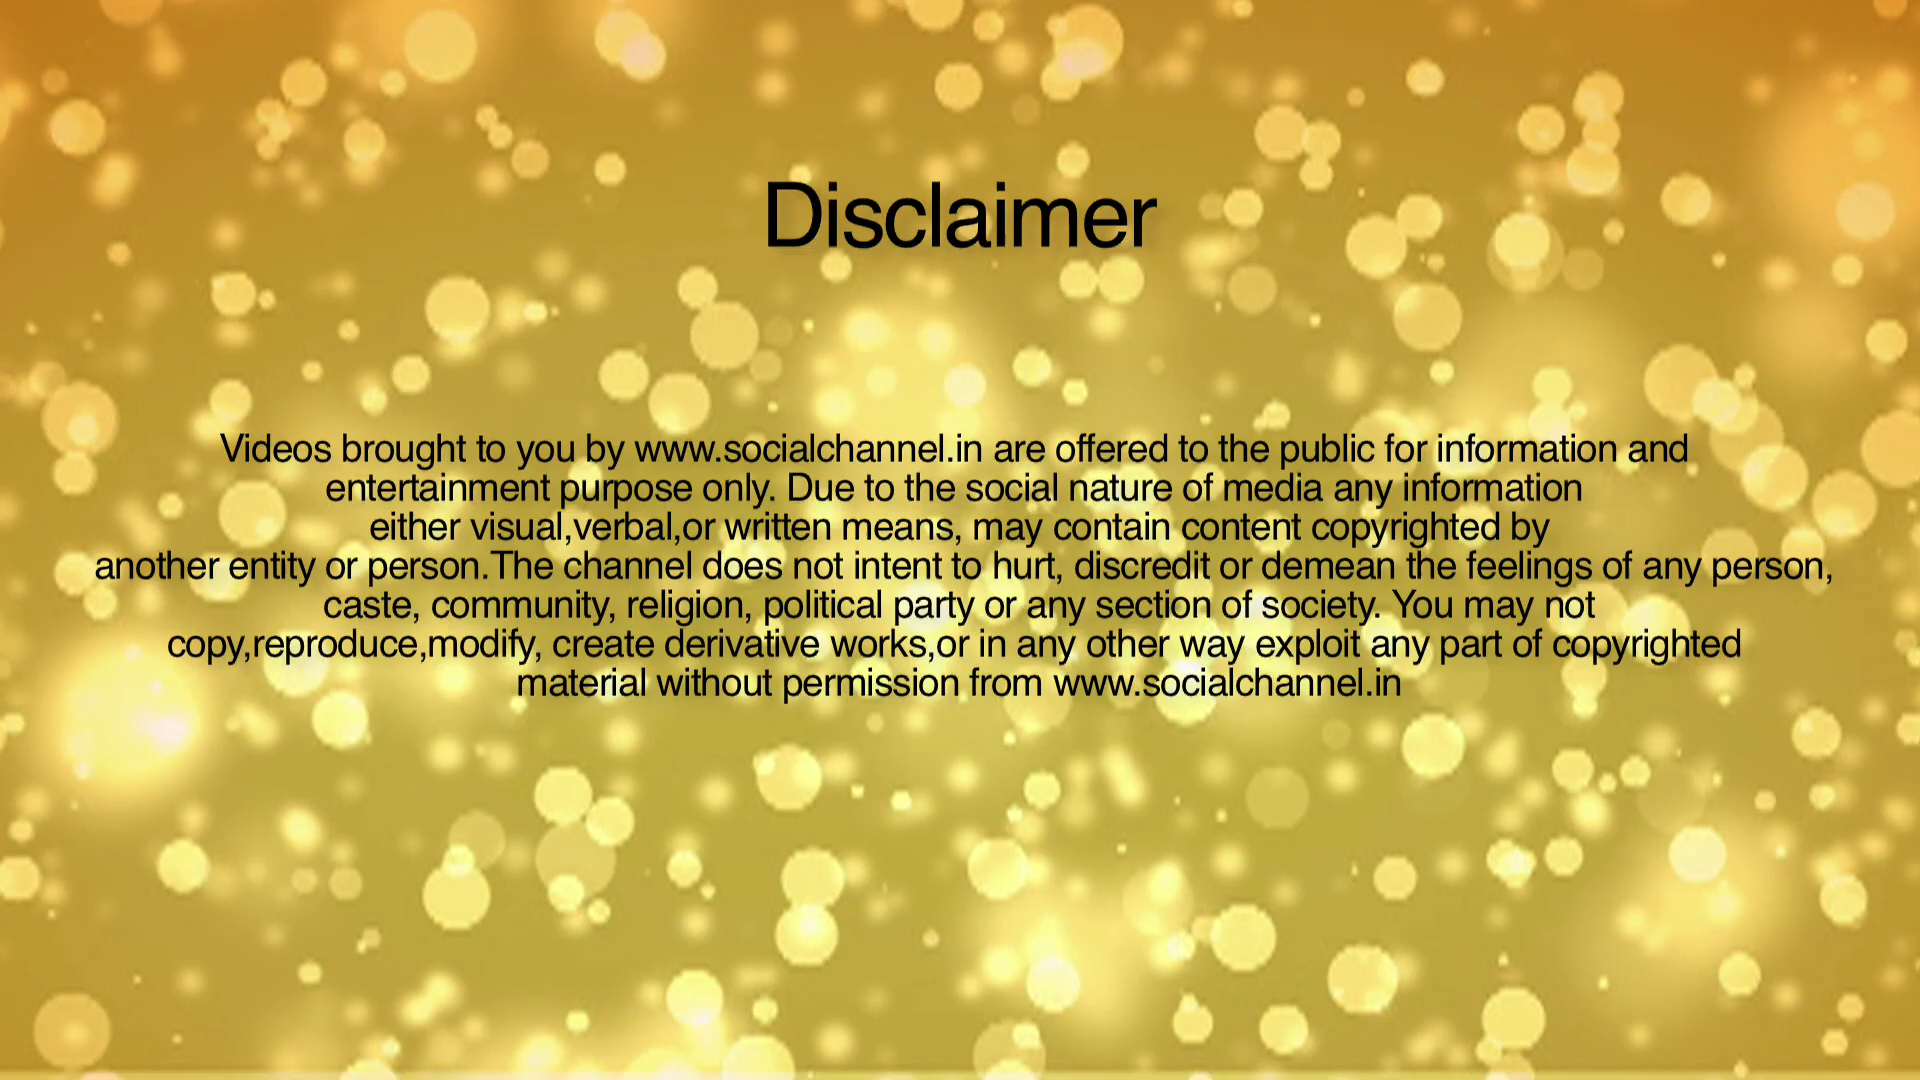 Disclaimer
Videos brought to you by www.socialchannel.in are offered to the public for information and
entertainment purpose only. Due to the social nature of media any information
either visual,verbal,or written means, may contain content copyrighted by
another entity or person.The channel does not intent to hurt, discredit or demean the feelings of any person,
caste, community, religion, political party or any section of society. You may not
copy,reproduce,modify, create derivative works,or in any other way exploit any part of copyrighted
material without permission from www.socialchannel.in